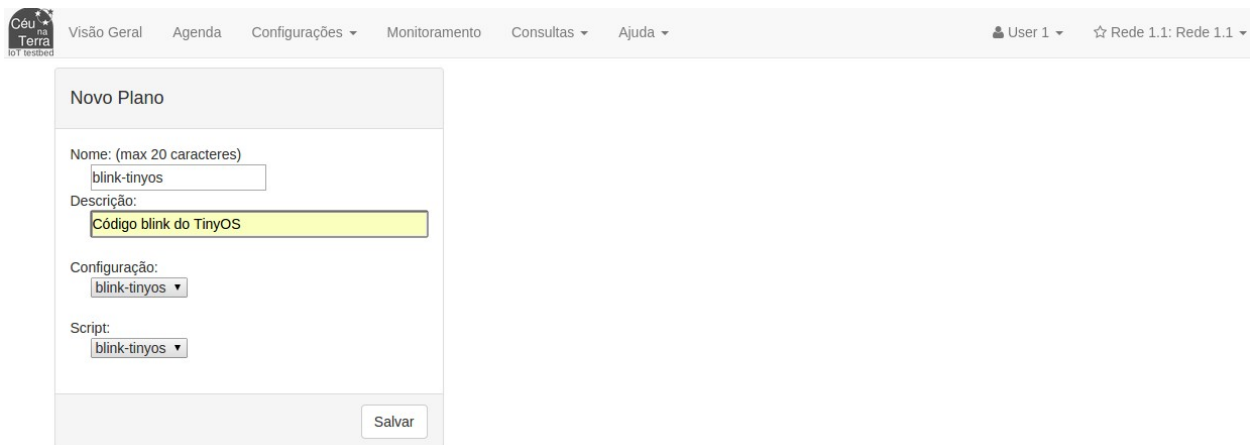 Céu
na
Terra
IoT testbed
Visão Geral Agenda Configurações Monitoramento Consultas Ajuda User 1 Rede 1.1: Rede 1.1
Novo Plano
Nome: (max 20 caracteres)
blink-tinyos
Descrição:
Código blink do TinyOS
Configuração:
blink-tinyos
Script:
blink-tinyos
Salvar